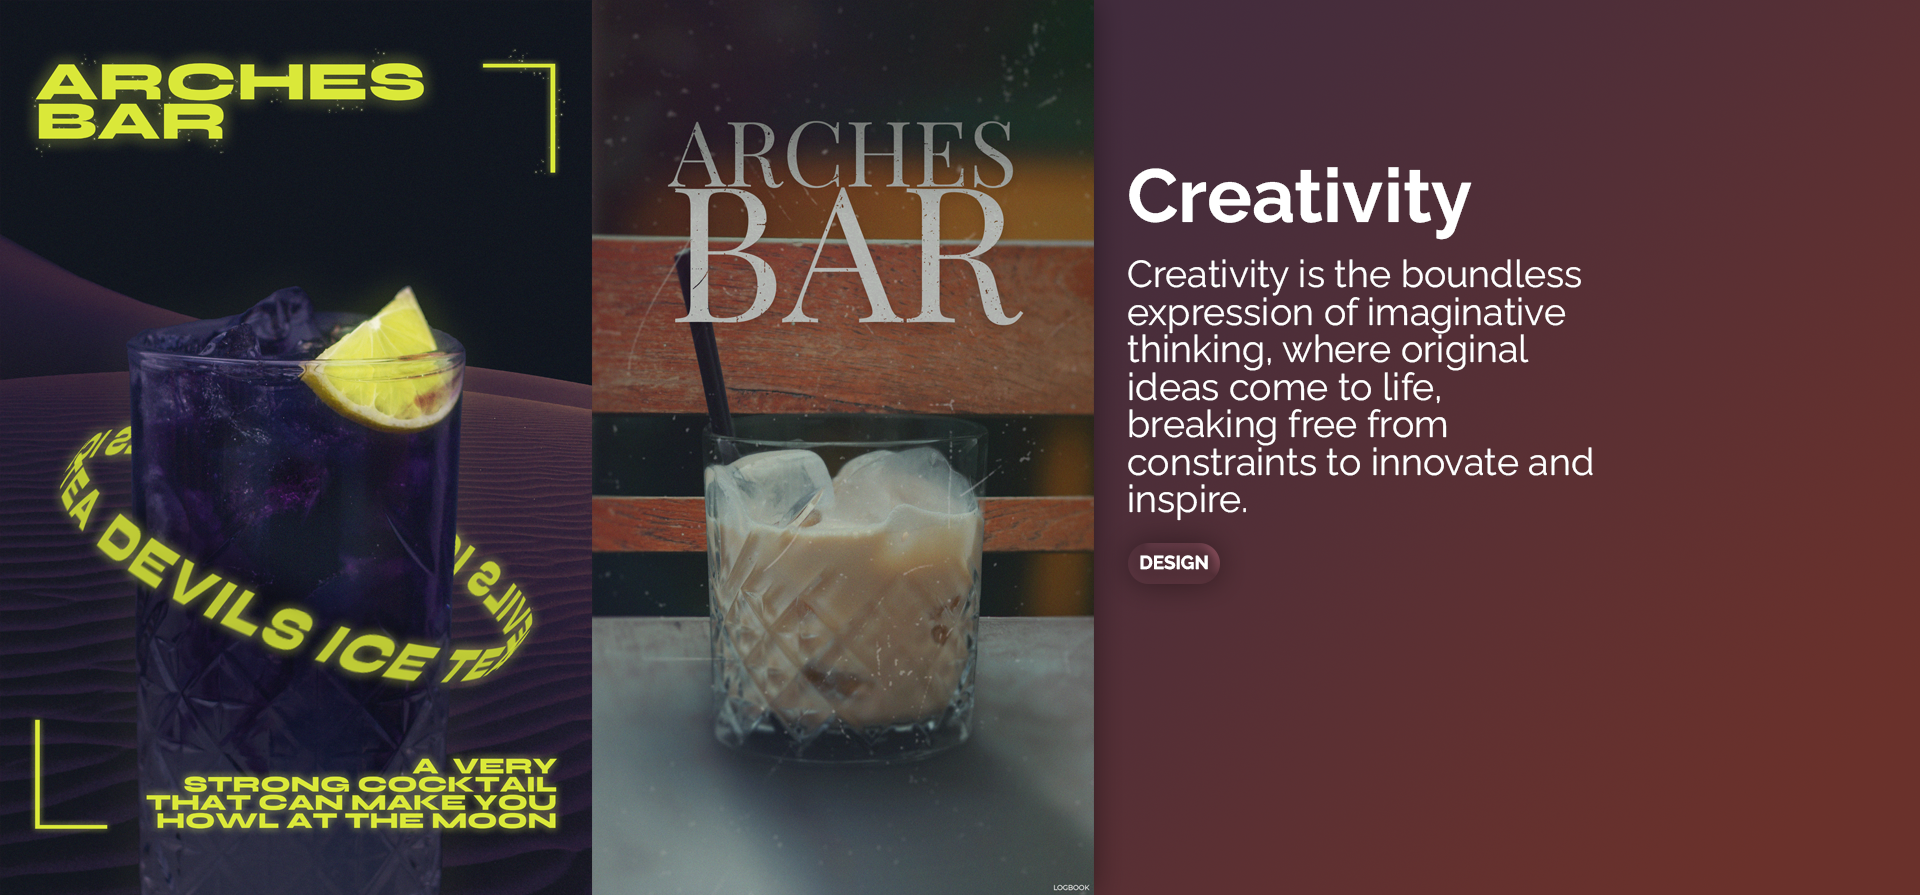 ARCHES
BAR
TEA DEVILS ICE TEA
A VERY
STRONG COCKTAIL
THAT CAN MAKE YOU
HOWL AT THE MOON
ARCHES
BAR
LOGBOOK
Creativity
Creativity is the boundless
expression of imaginative
thinking, where original
ideas come to life,
breaking free from
constraints to innovate and
inspire.
DESIGN